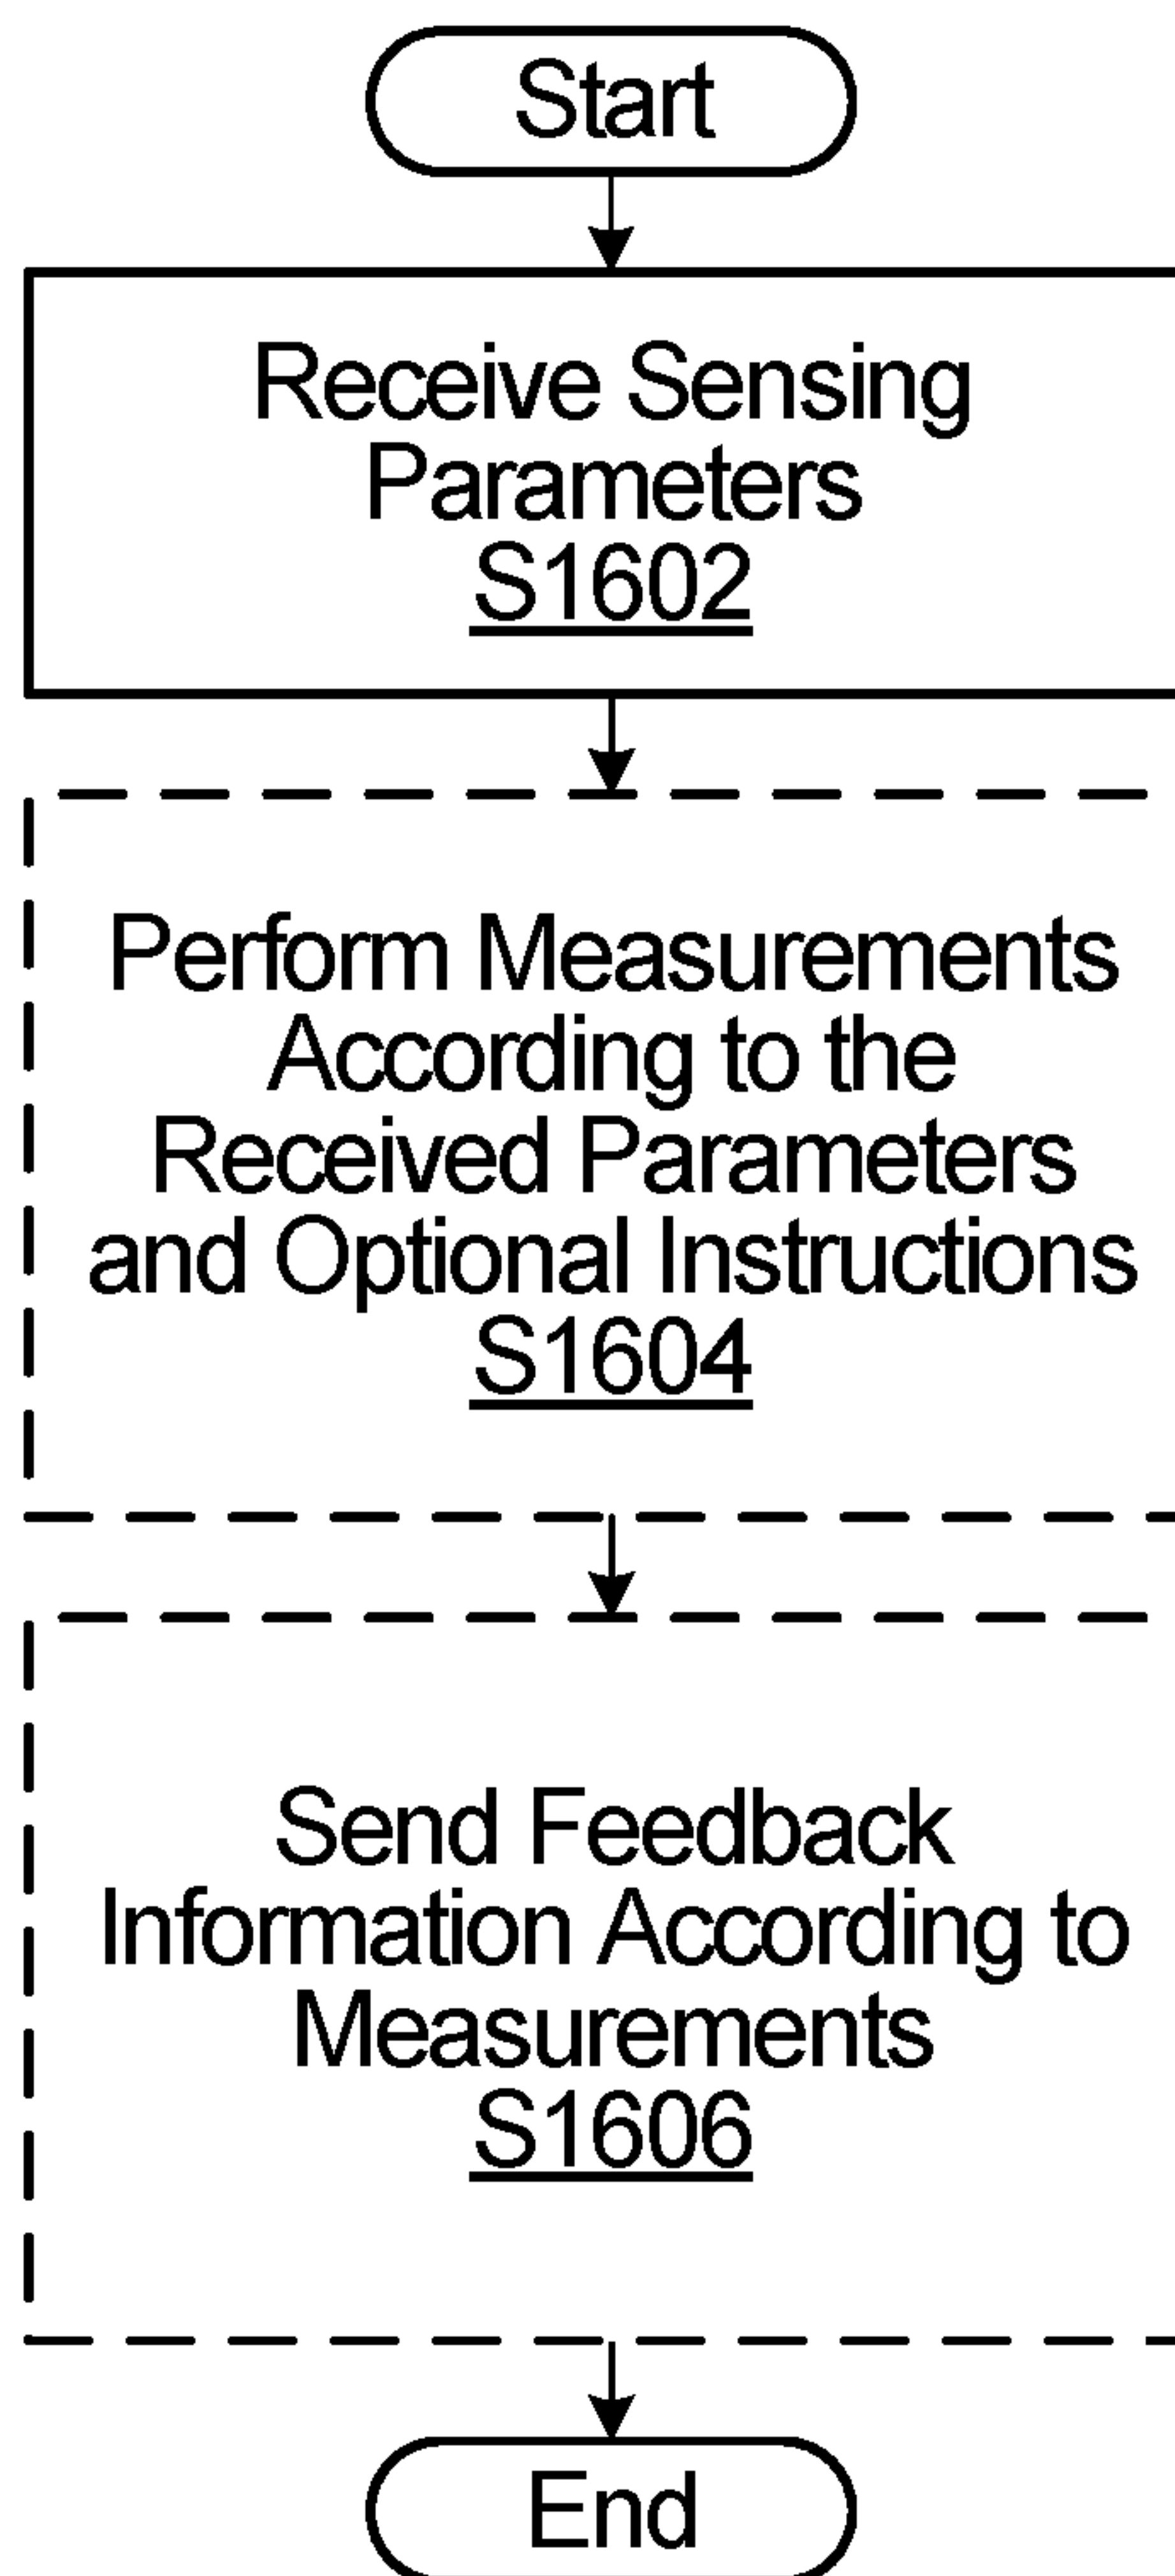 Start
Receive Sensing
Parameters
S1602
Perform Measurements
According to the
Received Parameters
and Optional Instructions
S1604
Send Feedback
Information According to
Measurements
S1606
End